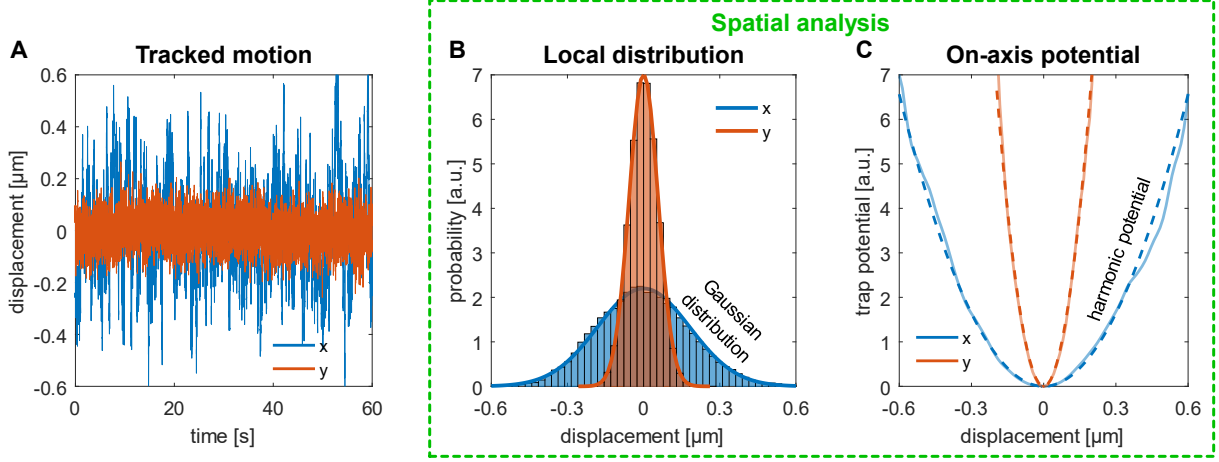 Spatial analysis
A
Tracked motion
0.6
0.4
0.2
0
-0.2
-0.4
-0.6
displacement [µm]
x
y
0
20
40
60
time [s]
B
Local distribution
7
6
5
4
3
2
1
0
probability [a.u.]
x
y
Gaussian
distribution
-0.6
-0.3
0
0.3
0.6
displacement [µm]
C
On-axis potential
7
6
5
4
3
2
1
0
trap potential [a.u.]
harmonic potential
x
y
-0.6
-0.3
0
0.3
0.6
displacement [µm]